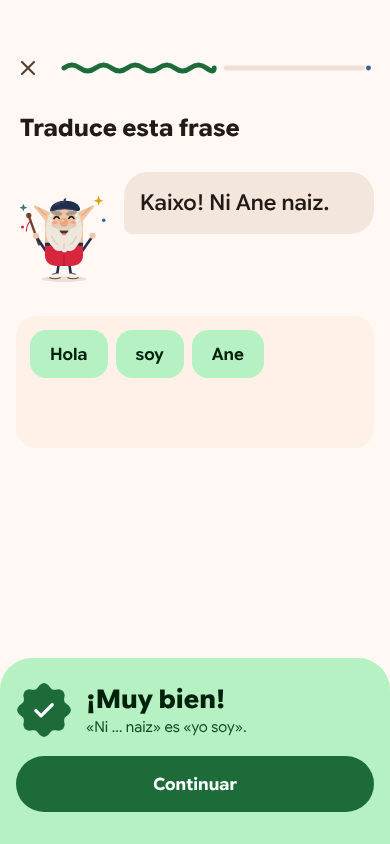 Traduce esta frase
Kaixo! Ni Ane naiz.
Hola soy Ane
¡Muy bien!
«Ni ... naiz» es «yo soy».
Continuar